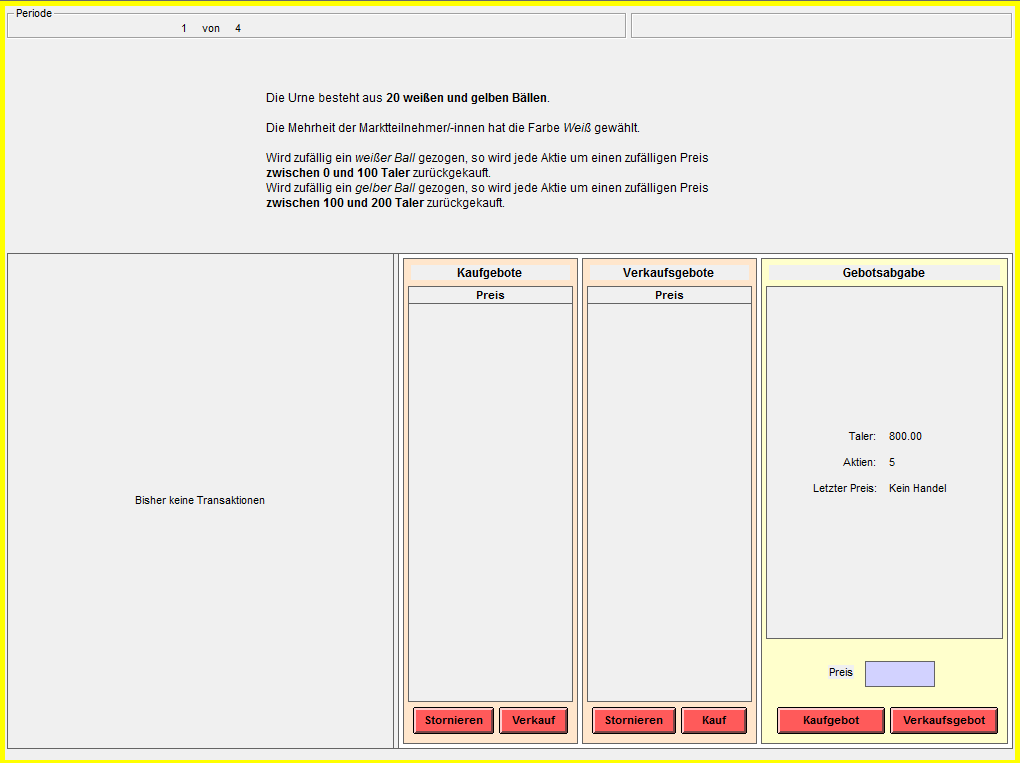 Periode
1 von 4
Die Urne besteht aus 20 weißen und gelben Bällen.
Die Mehrheit der Marktteilnehmer/-innen hat die Farbe Weiß gewählt.
Wird zufällig ein weißer Ball gezogen, so wird jede Aktie um einen zufälligen Preis
zwischen 0 und 100 Taler zurückgekauft.
Wird zufällig ein gelber Ball gezogen, so wird jede Aktie um einen zufälligen Preis
zwischen 100 und 200 Taler zurückgekauft.
Bisher keine Transaktionen
Kaufgebote
Preis
Stornieren Verkauf
Verkaufsgebote
Preis
Stornieren Kauf
Gebotsabgabe
Taler: 800.00
Aktien: 5
Letzter Preis: Kein Handel
Preis
Kaufgebot Verkaufsgebot